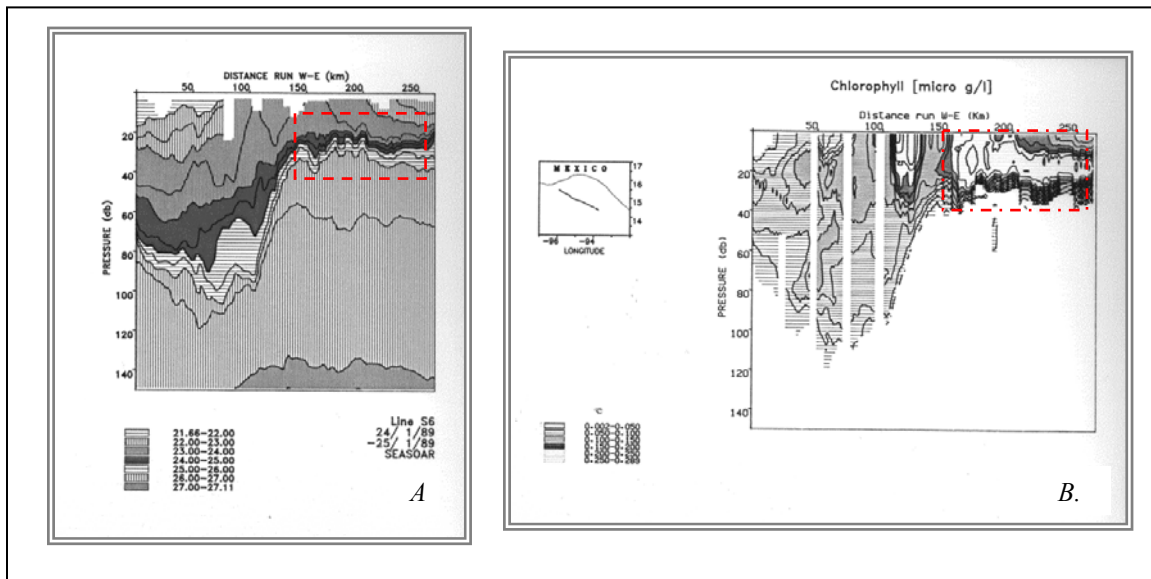 DISTANCE RUN W-E (km)
50 100 150 200 250
20
40
60
80
100
120
140
PRESSURE (db)
21.66-22.00
22.00-23.00
23.00-24.00
24.00-25.00
25.00-26.00
26.00-27.00
27.00-27.11
Line S6
24/ 1/89
-25/ 1/89
SEASOAR
A
Chlorophyll [micro g/l]
Distance run W-E (Km)
50 100 150 200 250
20
40
60
80
100
120
140
PRESSURE (db)
MEXICO
17
16
15
14
-96 -94
LONGITUDE
°C
B.